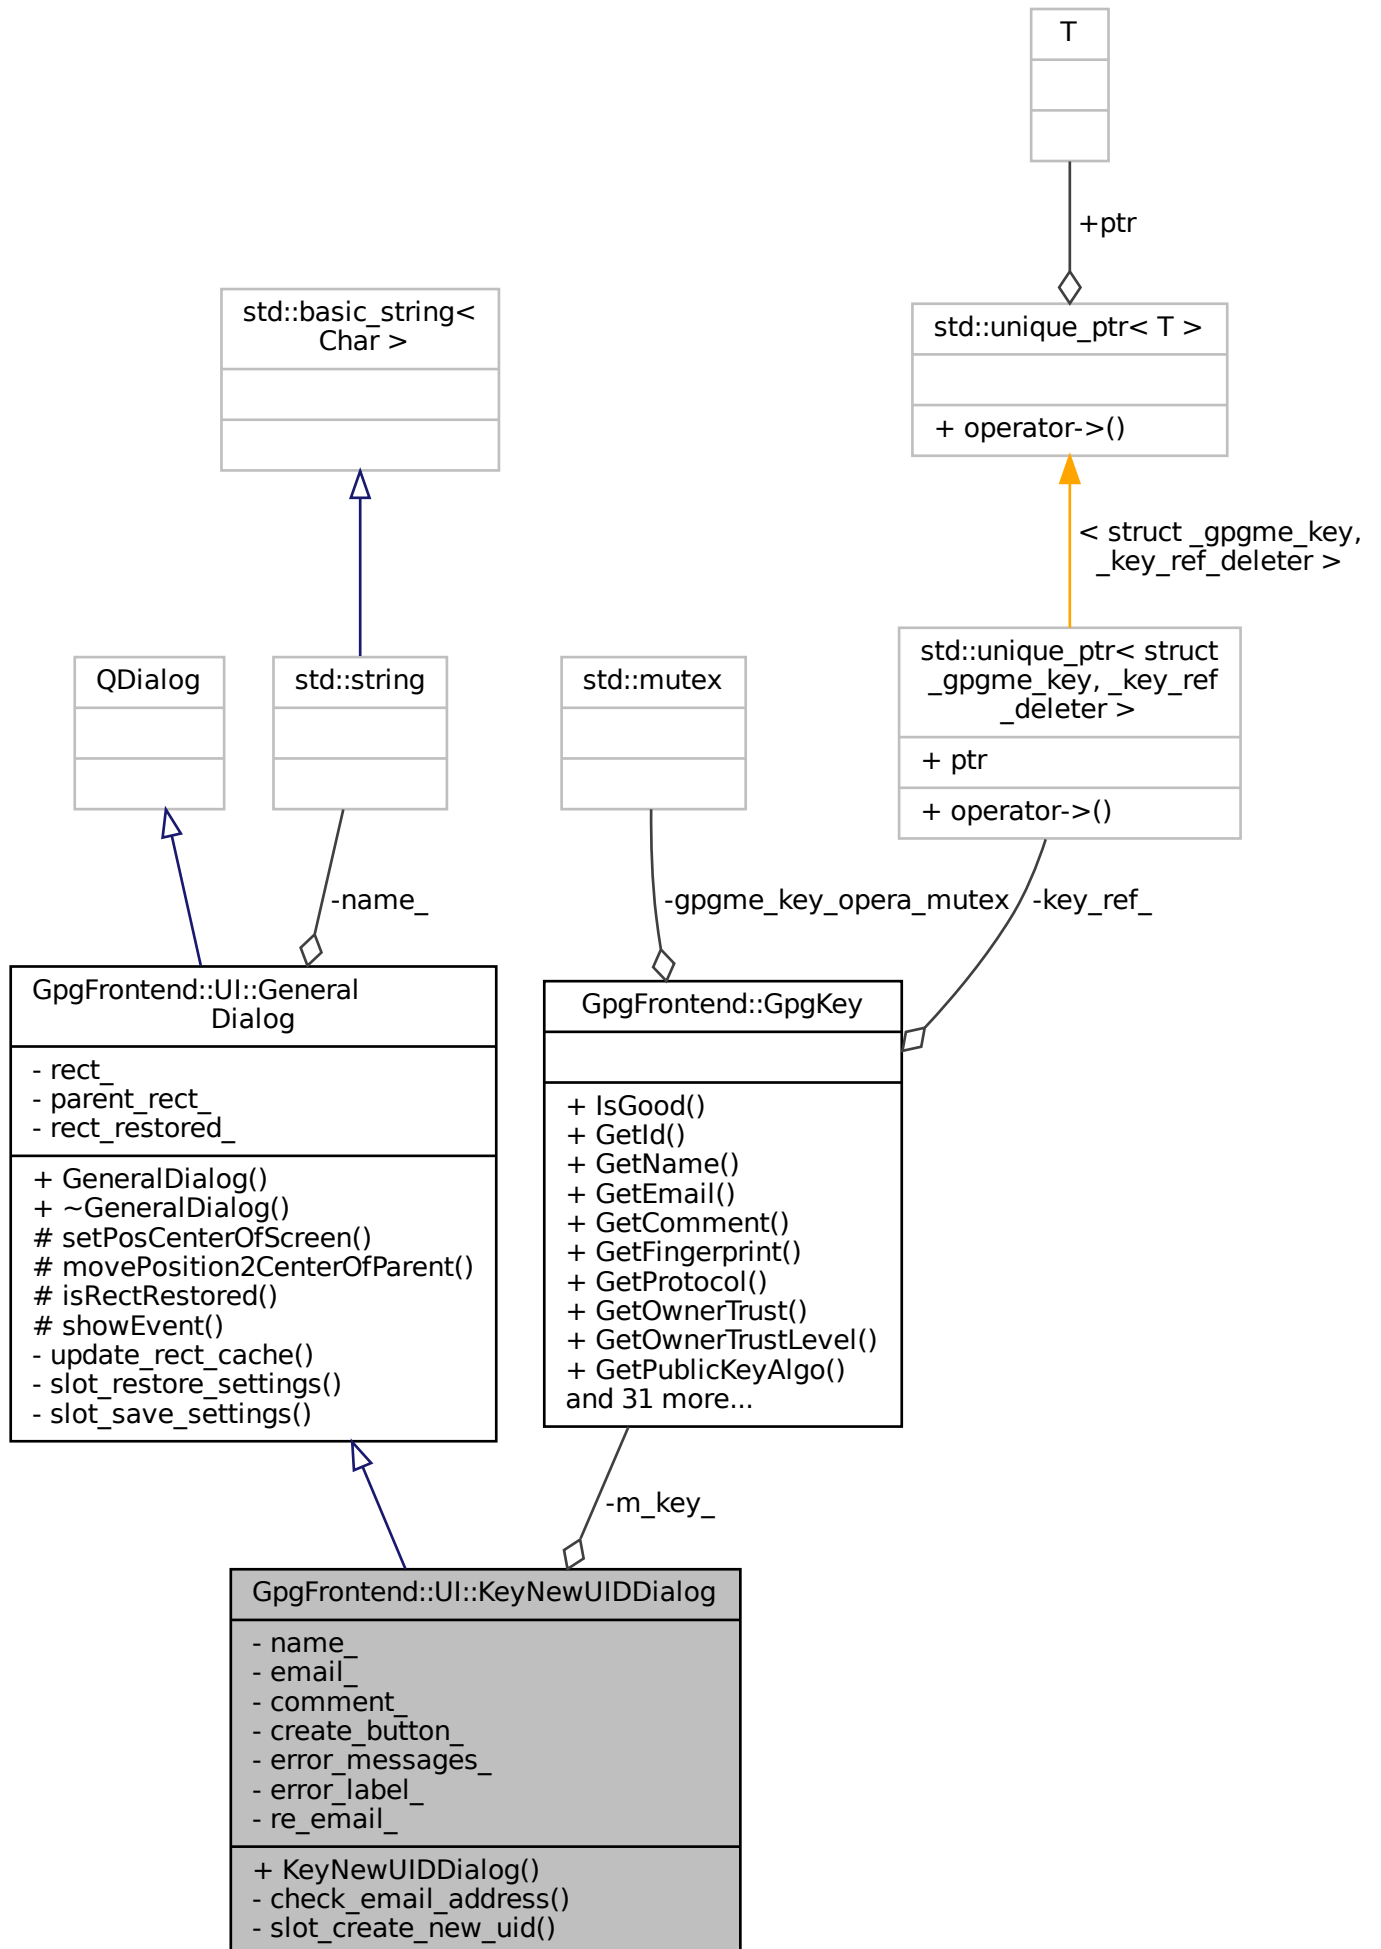 T
+ptr
std::basic_string<
Char >
std::unique_ptr< T >
+ operator->()
< struct _gpgme_key,
_key_ref_deleter >
QDialog
std::string
std::mutex
std::unique_ptr< struct
_gpgme_key, _key_ref
_deleter >
+ ptr
+ operator->()
-name_
-gpgme_key_opera_mutex
-key_ref_
GpgFrontend::UI::General
Dialog
- rect_
- parent_rect_
- rect_restored_
+ GeneralDialog()
+ ~GeneralDialog()
# setPosCenterOfScreen()
# movePosition2CenterOfParent()
# isRectRestored()
# showEvent()
- update_rect_cache()
- slot_restore_settings()
- slot_save_settings()
GpgFrontend::GpgKey
+ IsGood()
+ GetId()
+ GetName()
+ GetEmail()
+ GetComment()
+ GetFingerprint()
+ GetProtocol()
+ GetOwnerTrust()
+ GetOwnerTrustLevel()
+ GetPublicKeyAlgo()
and 31 more...
-m_key_
GpgFrontend::UI::KeyNewUIDDialog
- name_
- email_
- comment_
- create_button_
- error_messages_
- error_label_
- re_email_
+ KeyNewUIDDialog()
- check_email_address()
- slot_create_new_uid()